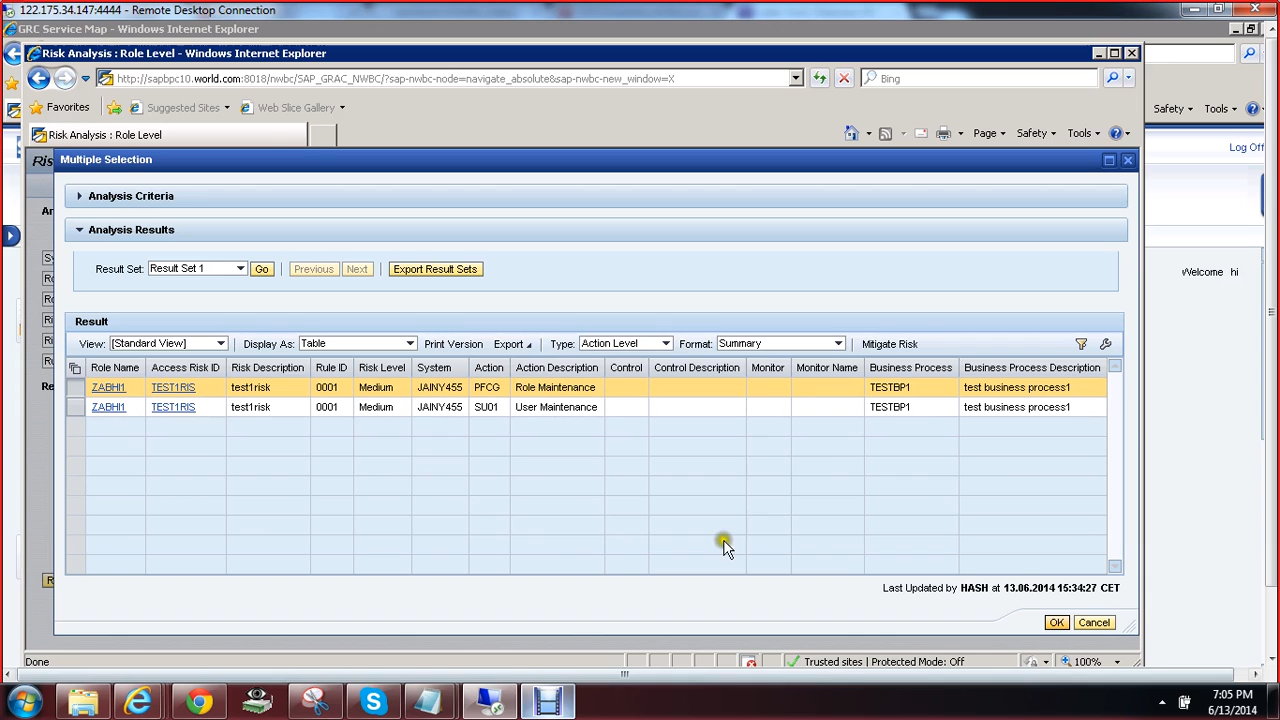 122.175.34.147:4444 - Remote Desktop Connection
GRC Service Map - Windows Internet Explorer
Risk Analysis : Role Level - Windows Internet Explorer
http://sapbpc10.world.com:8018/nwbc/SAP_GRAC_NWBC/?sap-nwbc-node=navigate_absolute&sap-nwbc-new_window=X
Bing
Favorites Suggested Sites Web Slice Gallery
Safety Tools
Risk Analysis : Role Level
Page Safety Tools
Log Off
Ris
Multiple Selection
Analysis Criteria
An
Analysis Results
Result Set: Result Set 1 Go Previous Next Export Result Sets
Welcome hi
Result
View: [Standard View] Display As: Table Print Version Export Type: Action Level Format: Summary Mitigate Risk
Role Name Access Risk ID Risk Description Rule ID Risk Level System Action Action Description Control Control Description Monitor Monitor Name Business Process Business Process Description
ZABHI1 TEST1RIS test1risk 0001 Medium JAINY455 PFCG Role Maintenance TESTBP1 test business process1
ZABHI1 TEST1RIS test1risk 0001 Medium JAINY455 SU01 User Maintenance TESTBP1 test business process1
Last Updated by HASH at 13.06.2014 15:34:27 CET
OK Cancel
Done
Trusted sites | Protected Mode: Off
100%
7:05 PM
6/13/2014